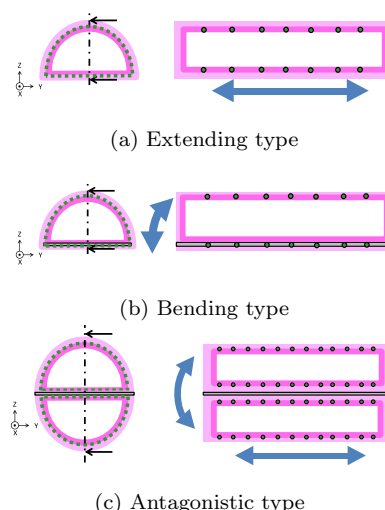 Z
X
Y
(a) Extending type
Z
X
Y
(b) Bending type
Z
X
Y
(c) Antagonistic type